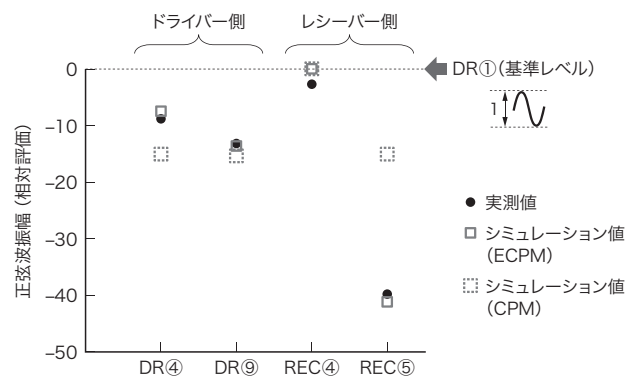 ドライバー側 レシーバー側
DR①（基準レベル）
1
正弦波振幅（相対評価）
0
−10
−20
−30
−40
−50
実測値
シミュレーション値
（ECPM）
シミュレーション値
（CPM）
DR④ DR⑨ REC④ REC⑤